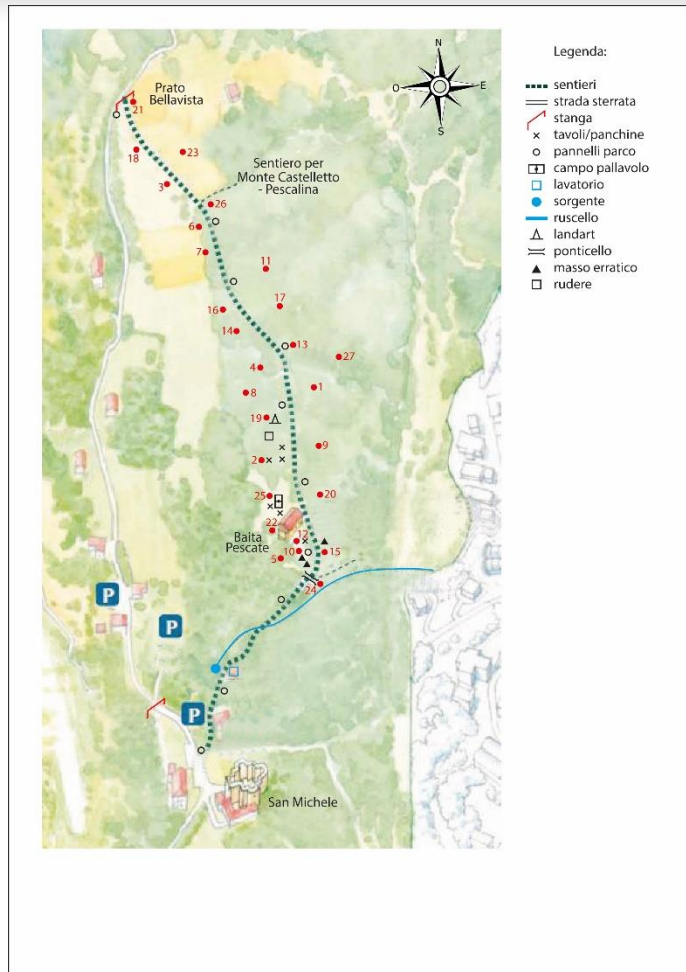 N
O
E
S
Prato
Bellavista
21
18
23
3
Sentiero per
Monte Castelletto
- Pescalina
26
6
7
11
17
16
14
13
27
4
1
8
19
9
2
25
20
22
Baita
Pescate
12
10
15
5
24
P
P
P
San Michele
Legenda:
sentieri
strada sterrata
stanga
tavoli/panchine
pannelli parco
campo pallavolo
lavatorio
sorgente
ruscello
landart
ponticello
masso erratico
rudere